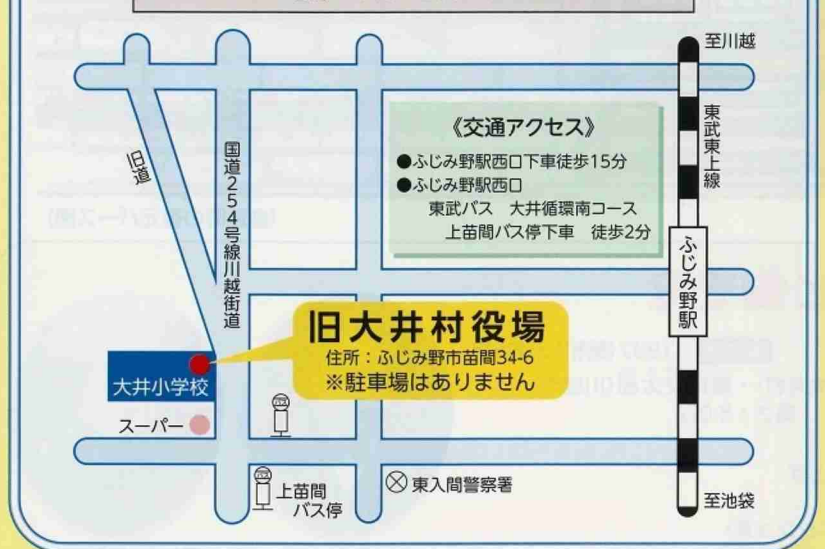 至川越
東武東上線
《交通アクセス》
●ふじみ野駅西口下車徒歩15分
●ふじみ野駅西口
東武バス 大井循環南コース
上苗間バス停下車 徒歩2分
旧道
国道254号線川越街道
ふじみ野駅
旧大井村役場
住所:ふじみ野市苗間34-6
※駐車場はありません
大井小学校
スーパー
上苗間
バス停
東入間警察署
至池袋